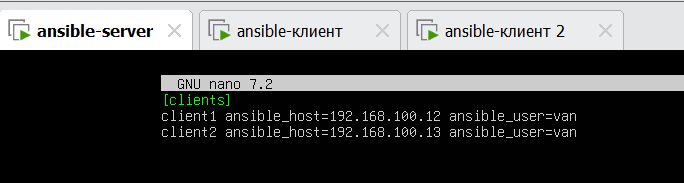 ansible-server ansible-клиент ansible-клиент 2
GNU nano 7.2
[clients]
client1 ansible_host=192.168.100.12 ansible_user=van
client2 ansible_host=192.168.100.13 ansible_user=van